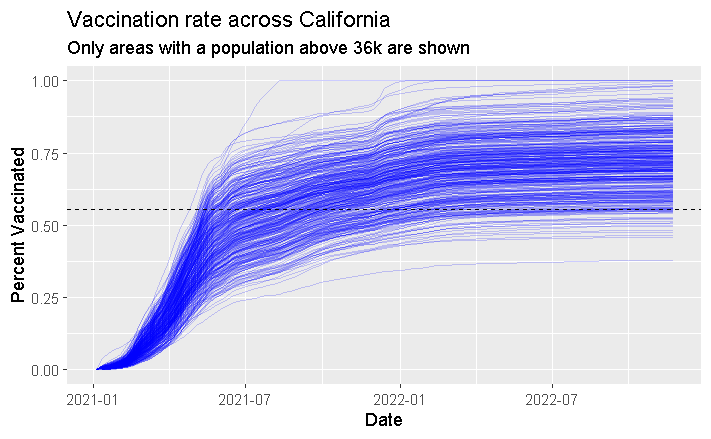 Vaccination rate across California
Only areas with a population above 36k are shown
1.00
0.75
0.50
0.25
0.00
Percent Vaccinated
2021-01
2021-07
2022-01
2022-07
Date